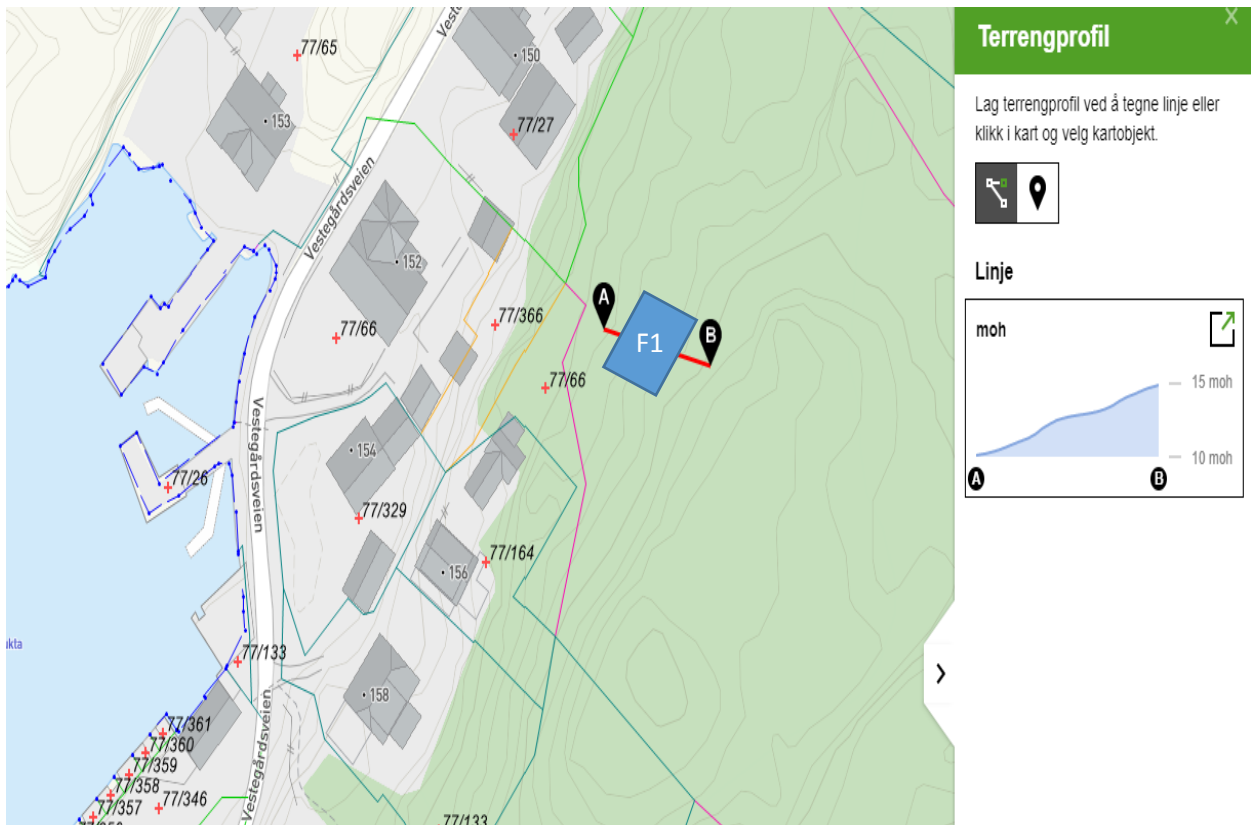 Vest
150
77/65
153
77/27
Vestegårdsveien
152
77/366
77/66
A
B
F1
77/66
Vestegårdsveien
154
77/26
77/329
77/164
156
ukta
77/133
158
Vestegårdsveien
77/361
77/360
77/359
77/358
77/357
77/346
77/133
Terrengprofil
X
Lag terrengprofil ved å tegne linje eller
klikk i kart og velg kartobjekt.
Linje
moh
15 moh
10 moh
A
B